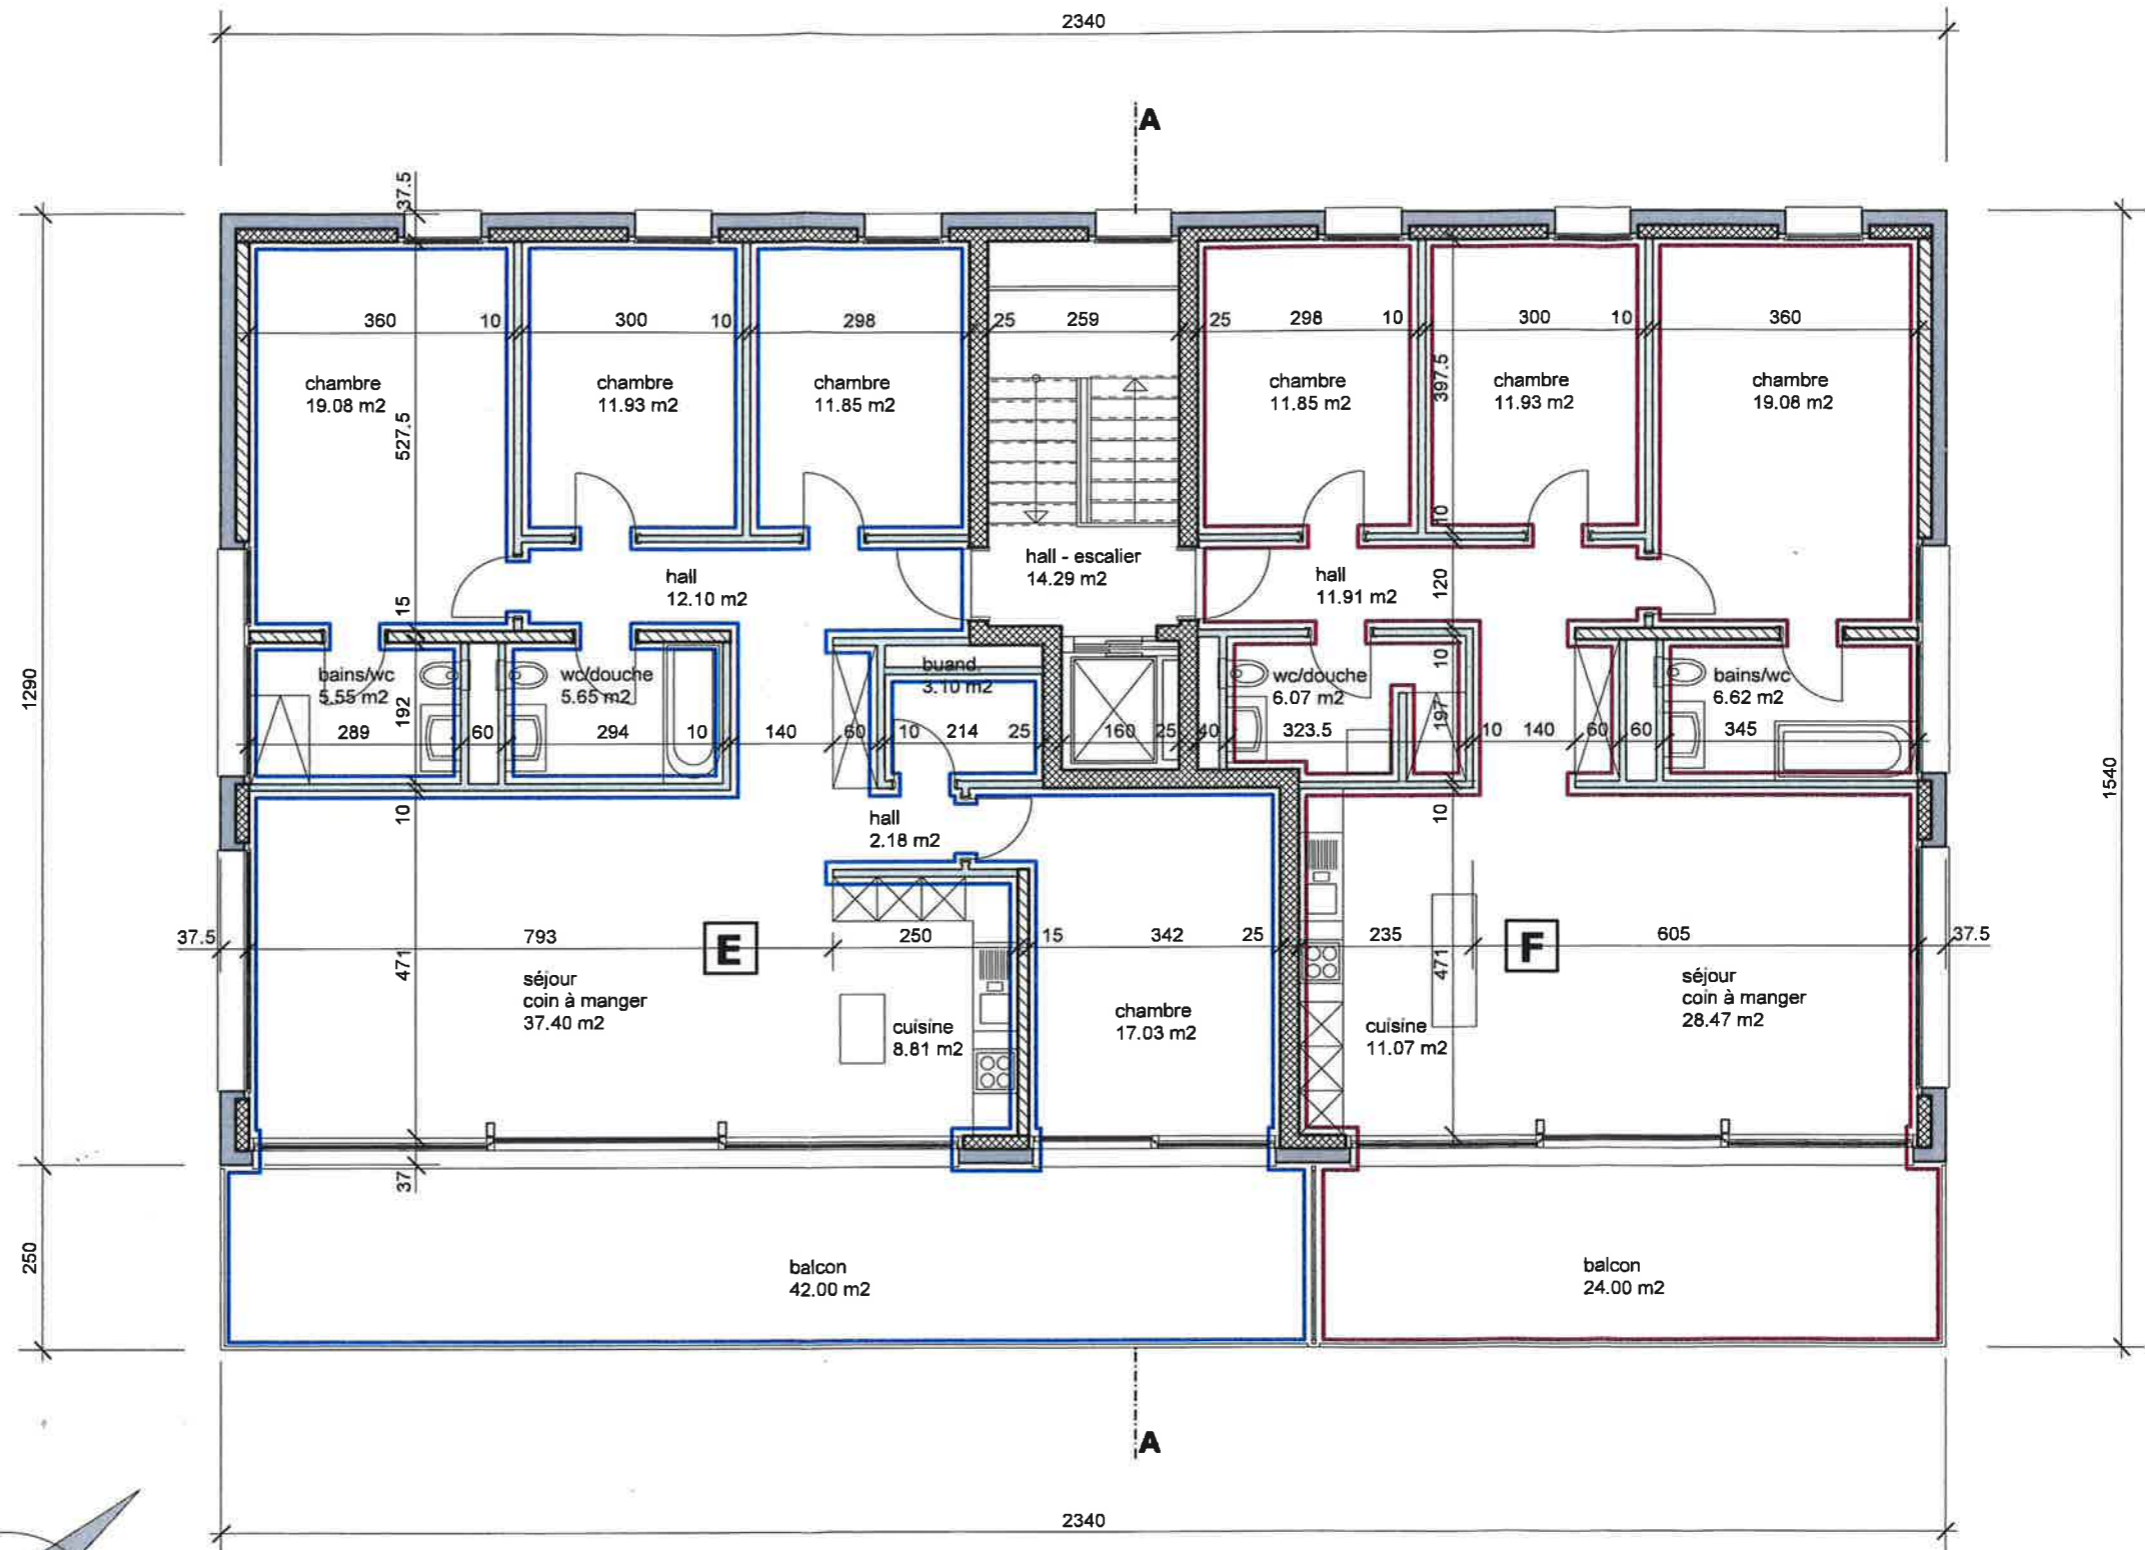 2340
A
37.5
360
10
300
10
298
25
259
25
298
10
300
10
360
chambre
19.08 m2
chambre
11.93 m2
chambre
11.85 m2
chambre
11.85 m2
chambre
11.93 m2
chambre
19.08 m2
527.5
397.5
10
hall - escalier
14.29 m2
hall
12.10 m2
hall
11.91 m2
15
120
1290
1540
bains/wc
5.55 m2
wc/douche
5.65 m2
buand.
3.10 m2
wc/douche
6.07 m2
bains/wc
6.62 m2
192
10
197
289
60
294
10
140
60
10
214
25
160
25
40
323.5
10
140
60
60
345
10
10
hall
2.18 m2
37.5
793
E
250
15
342
25
235
F
605
37.5
471
471
séjour
coin à manger
37.40 m2
cuisine
8.81 m2
chambre
17.03 m2
cuisine
11.07 m2
séjour
coin à manger
28.47 m2
37
250
balcon
42.00 m2
balcon
24.00 m2
A
2340